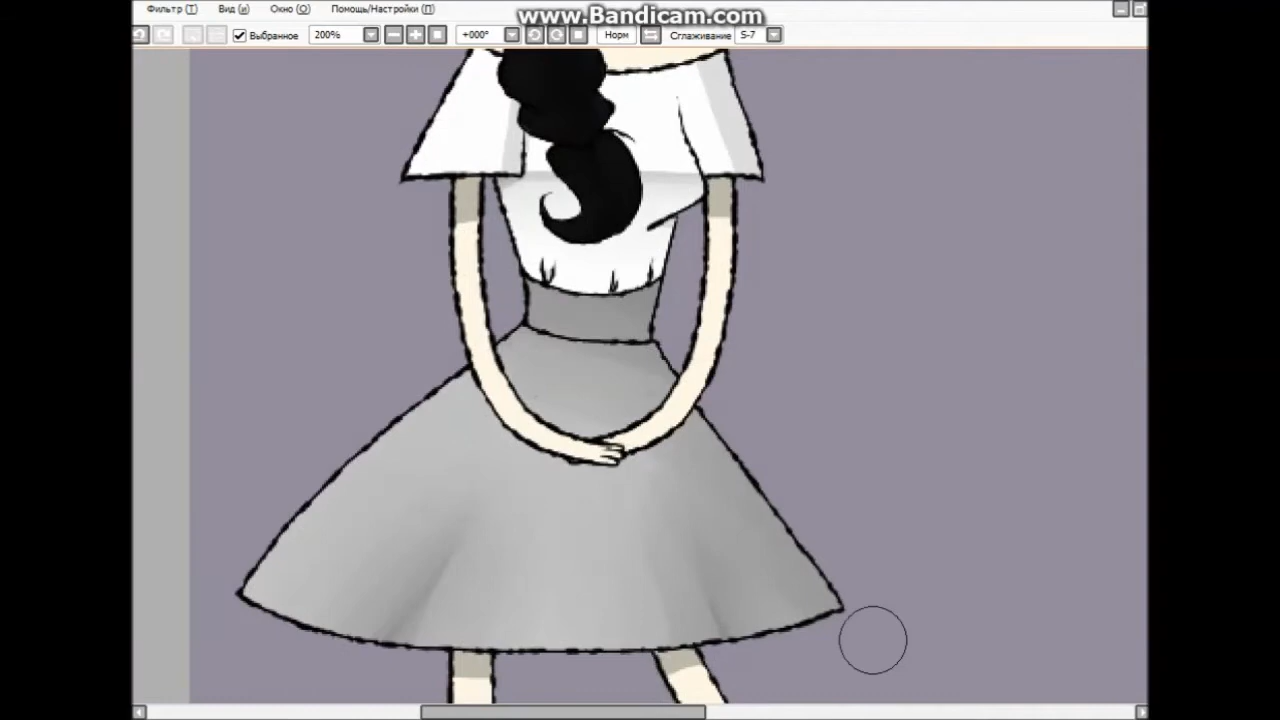 www.Bandicam.com
Фильтр (T) Вид (и) Окно (O) Помощь/Настройки (П)
Выбранное 200% +000° Норм Сглаживание S-7